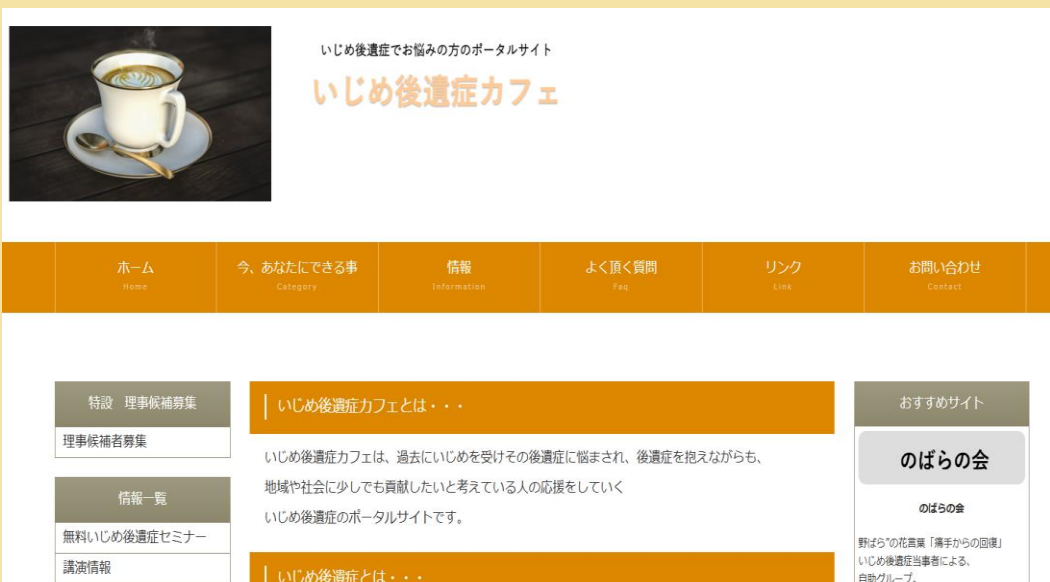 いじめ後遺症でお悩みの方のポータルサイト
いじめ後遺症カフェ
ホーム
Home
今、あなたにできる事
Category
情報
Information
よく頂く質問
Faq
リンク
Link
お問い合わせ
Contact
特設　理事候補募集
理事候補者募集
情報一覧
無料いじめ後遺症セミナー
講演情報
いじめ後遺症カフェとは・・・
いじめ後遺症カフェは、過去にいじめを受けその後遺症に悩まされ、後遺症を抱えながらも、
地域や社会に少しでも貢献したいと考えている人の応援をしていく
いじめ後遺症のポータルサイトです。
いじめ後遺症とは・・・
おすすめサイト
のばらの会
のばらの会
野ばら"の花言葉「痛手からの回復」
いじめ後遺症当事者による、
自助グループ。